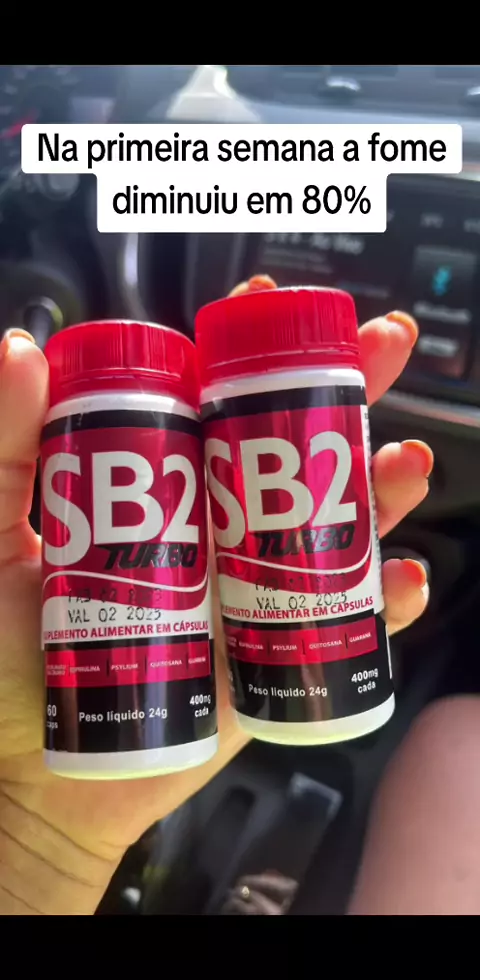 Na primeira semana a fome
diminuiu em 80%
SB2
TURBO
VAL 02 2025
SUPLEMENTO ALIMENTAR EM CÁPSULAS
SPIRULINA | PSYLIUM | QUITOSANA | GUARANÁ
60
caps
Peso líquido 24g
400mg
cada
SB2
TURBO
VAL 02 2025
SUPLEMENTO ALIMENTAR EM CÁPSULAS
SPIRULINA | PSYLIUM | QUITOSANA | GUARANÁ
Peso líquido 24g
400mg
cada